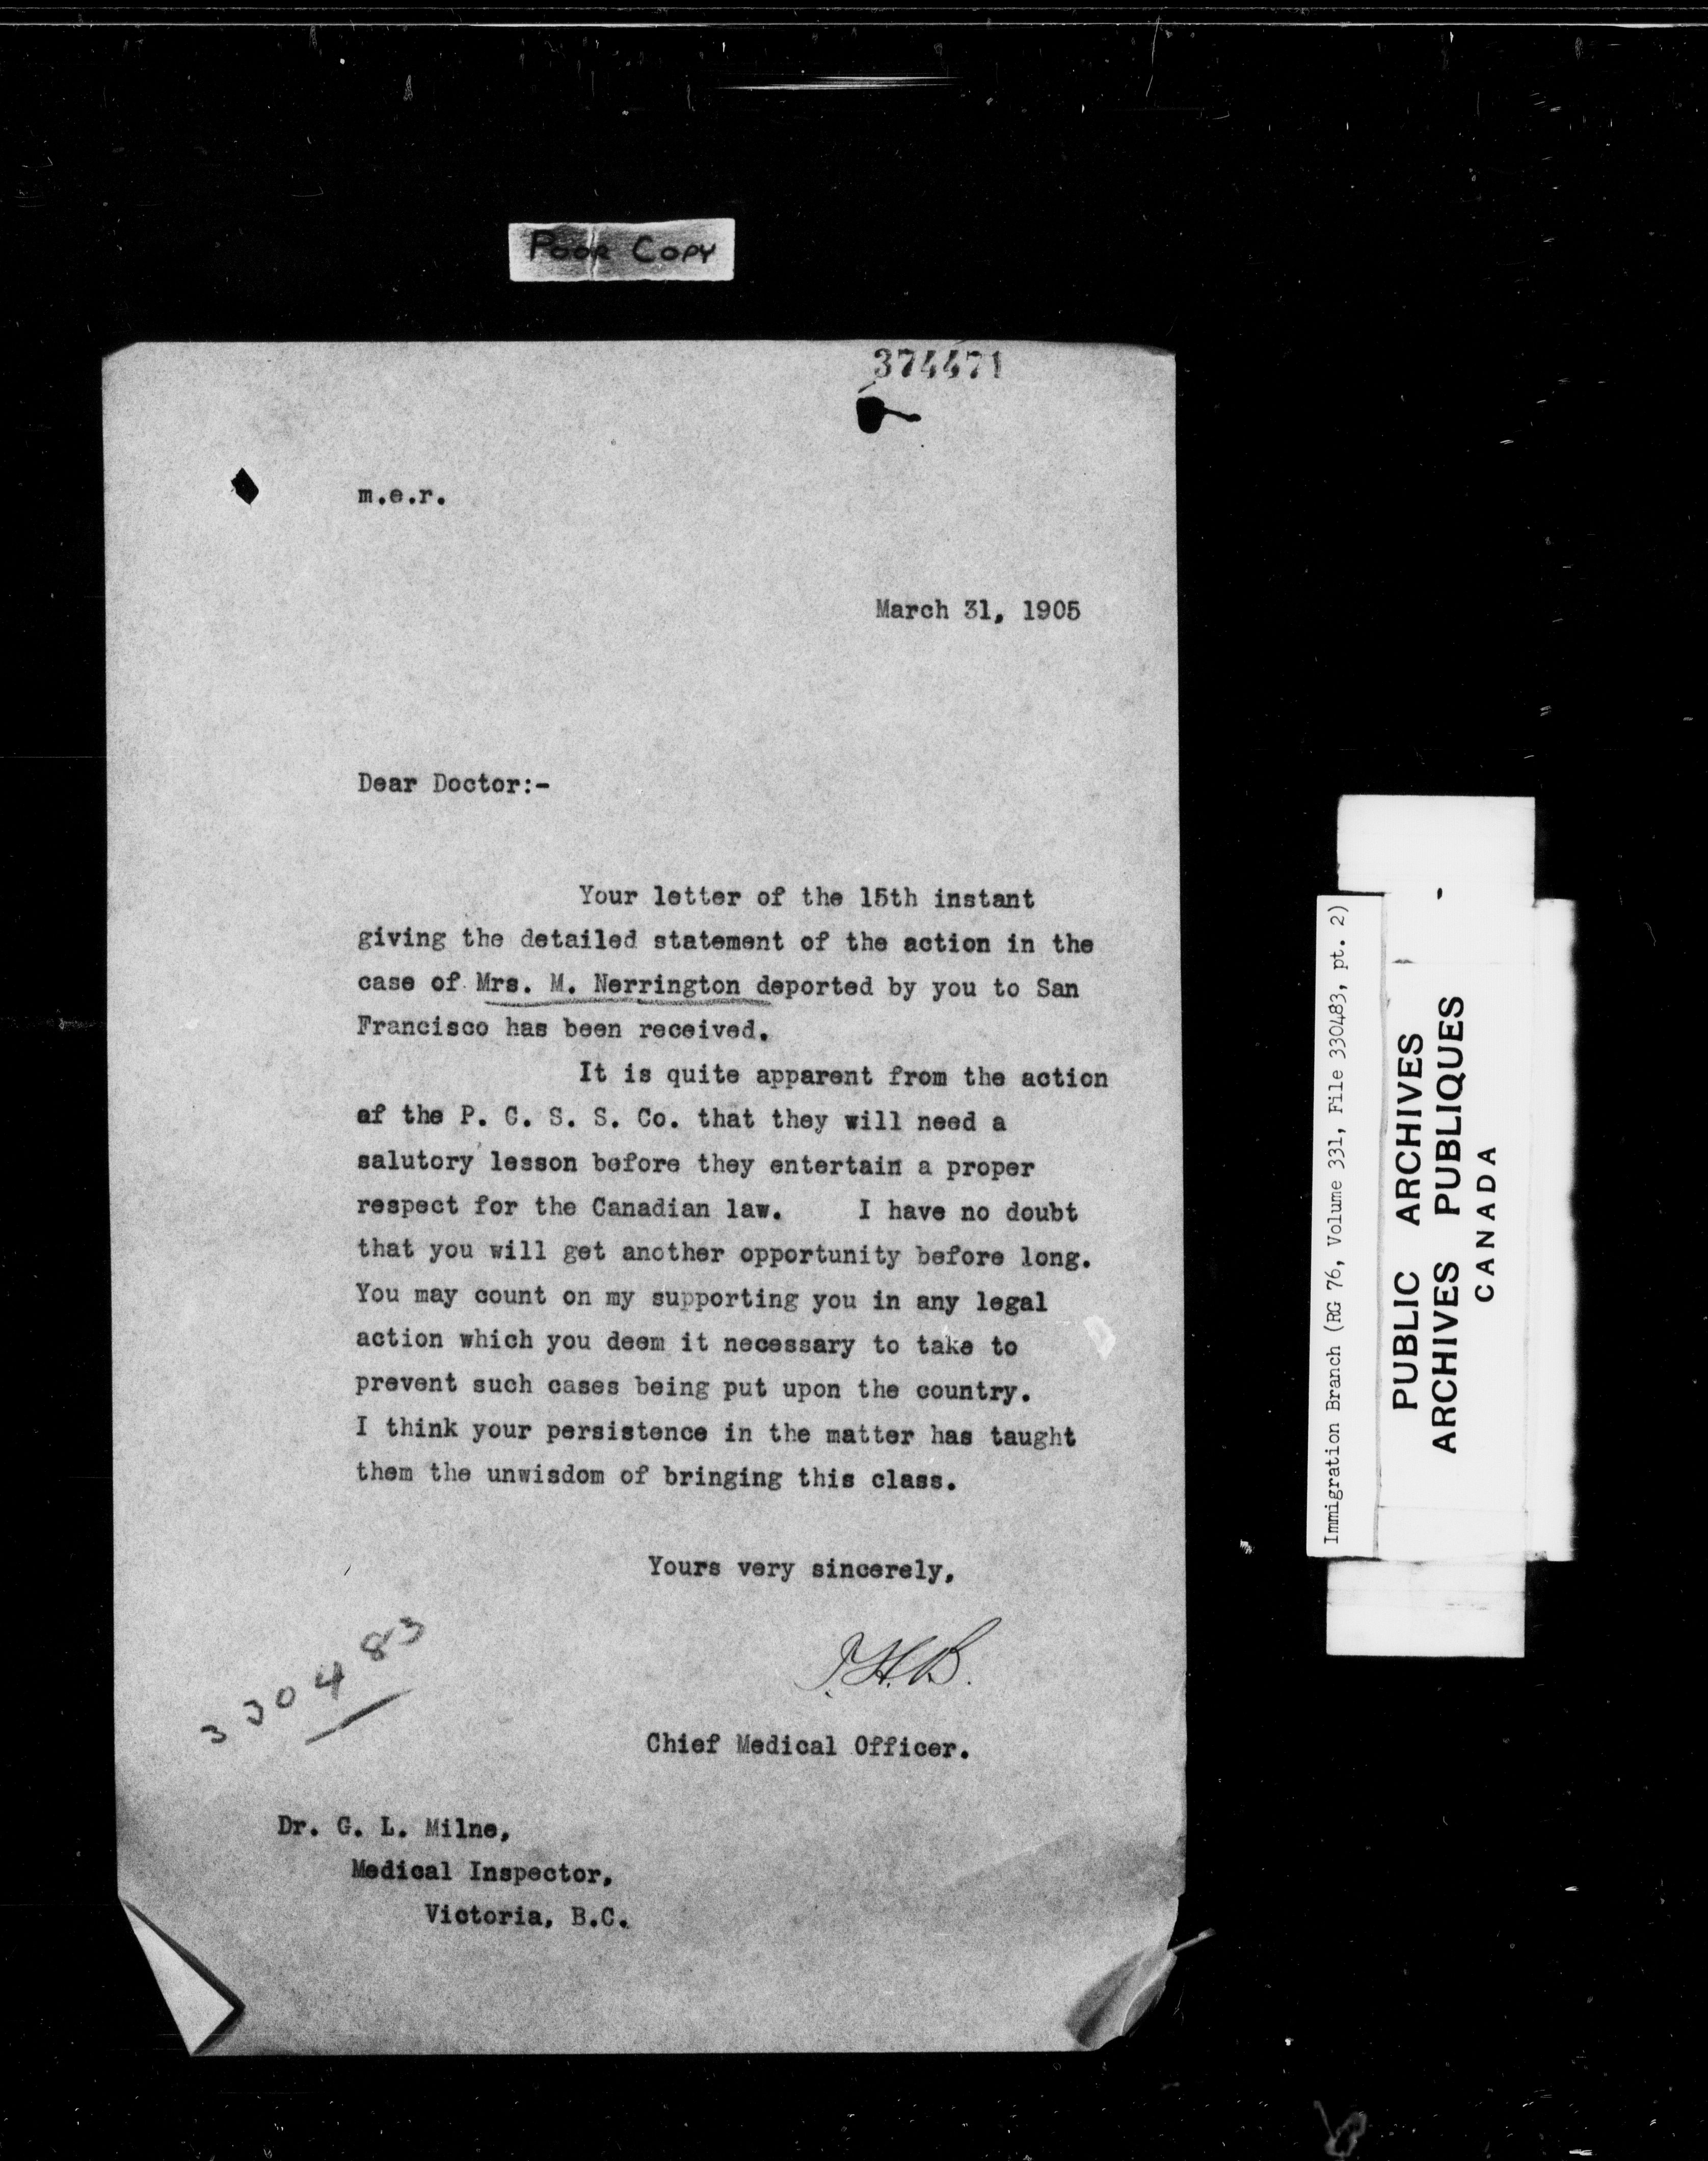 Poor Copy
374471
m.e.r.
March 31, 1905
Dear Doctor:-
Your letter of the 15th instant
giving the detailed statement of the action in the
case of Mrs. M. Nerrington deported by you to San
Francisco has been received.
It is quite apparent from the action
af the P. C. S. S. Co. that they will need a
salutory lesson before they entertain a proper
respect for the Canadian law. I have no doubt
that you will get another opportunity before long.
You may count on my supporting you in any legal
action which you deem it necessary to take to
prevent such cases being put upon the country.
I think your persistence in the matter has taught
them the unwisdom of bringing this class.
Yours very sincerely,
P.H.B.
Chief Medical Officer.
330483
Dr. G. L. Milne,
Medical Inspector,
Victoria, B.C.
Immigration Branch (RG 76, Volume 331, File 330483, pt. 2)
PUBLIC ARCHIVES
ARCHIVES PUBLIQUES
CANADA